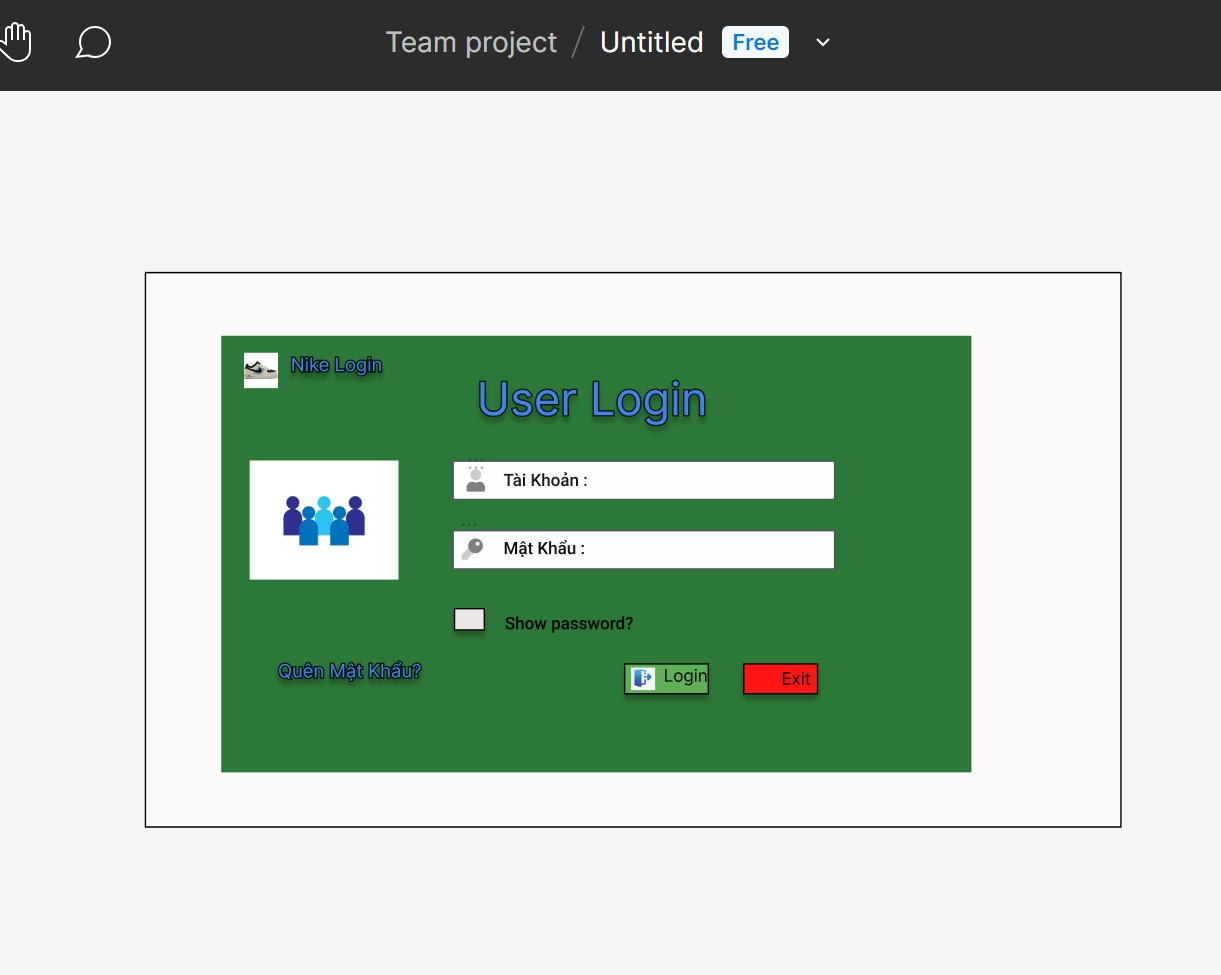 Team project / Untitled Free
Nike Login
User Login
Tài Khoản :
Mật Khẩu :
Show password?
Quên Mật Khẩu?
Login
Exit